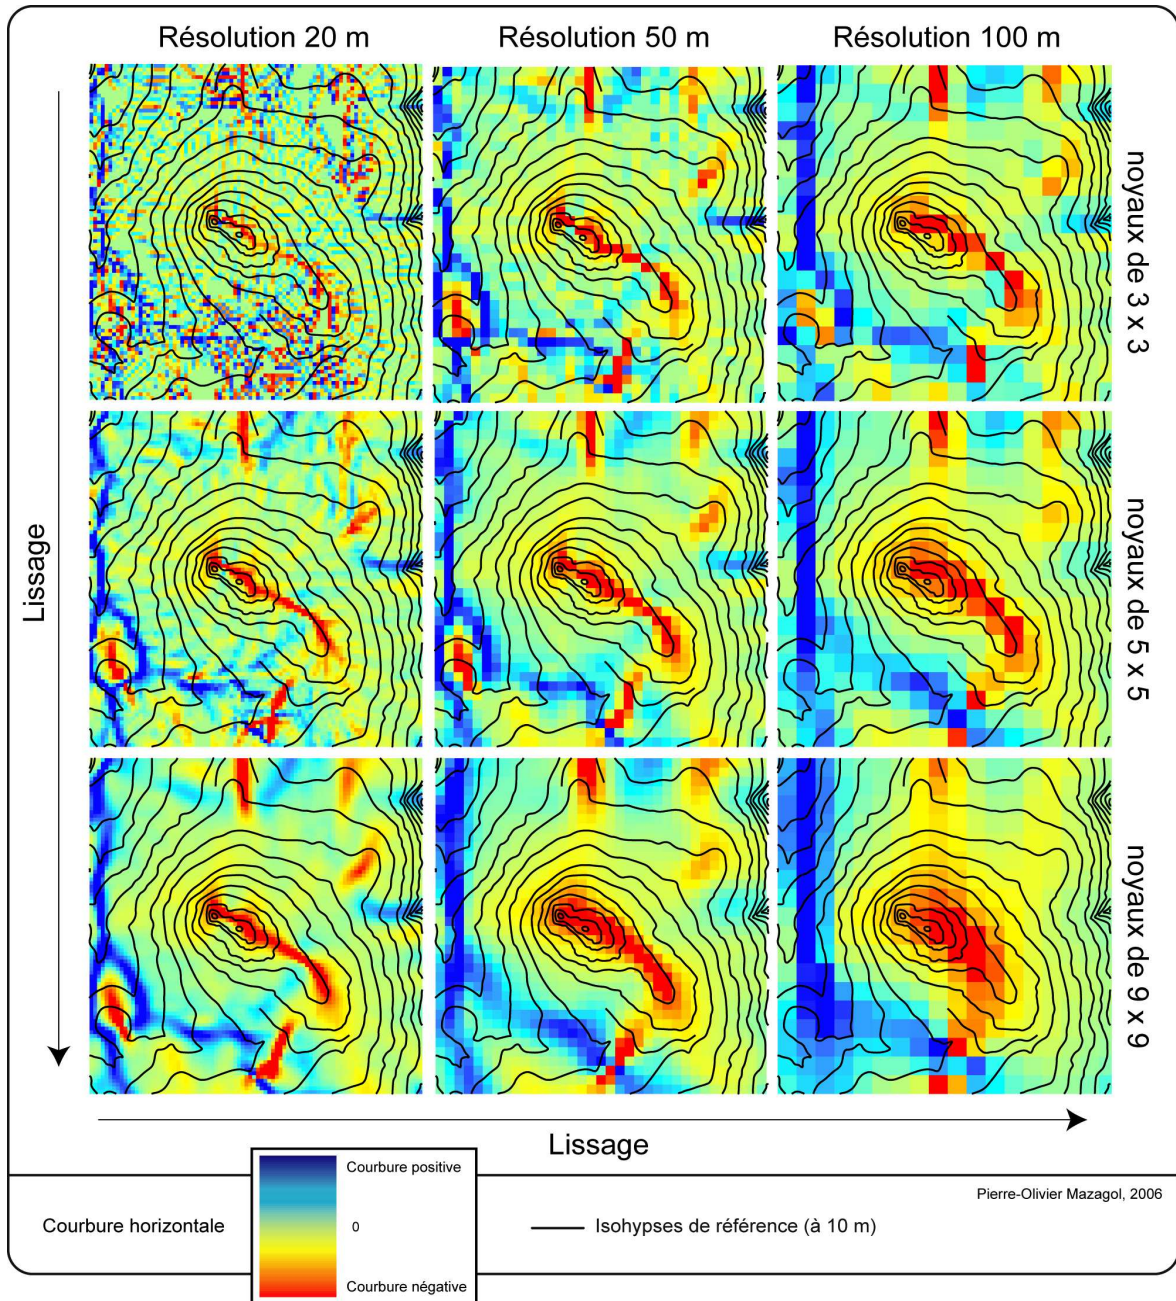 Résolution 20 m
Résolution 50 m
Résolution 100 m
Lissage
noyaux de 3 x 3
noyaux de 5 x 5
noyaux de 9 x 9
Lissage
Courbure horizontale
Courbure positive
0
Courbure négative
Isohypses de référence (à 10 m)
Pierre-Olivier Mazagol, 2006